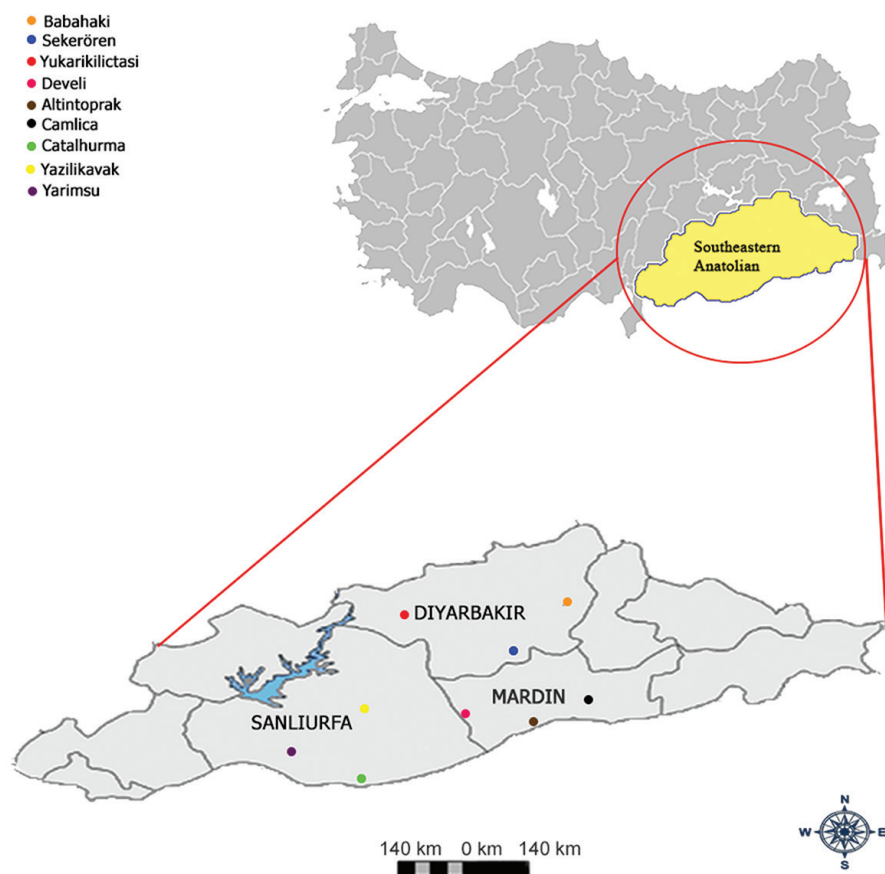 Babahaki
Sekerören
Yukarikilictasi
Develi
Altintoprak
Camlica
Catalhurma
Yazilikavak
Yarimsu
Southeastern
Anatolian
DIYARBAKIR
MARDIN
SANLIURFA
N
W E
S
140 km 0 km 140 km